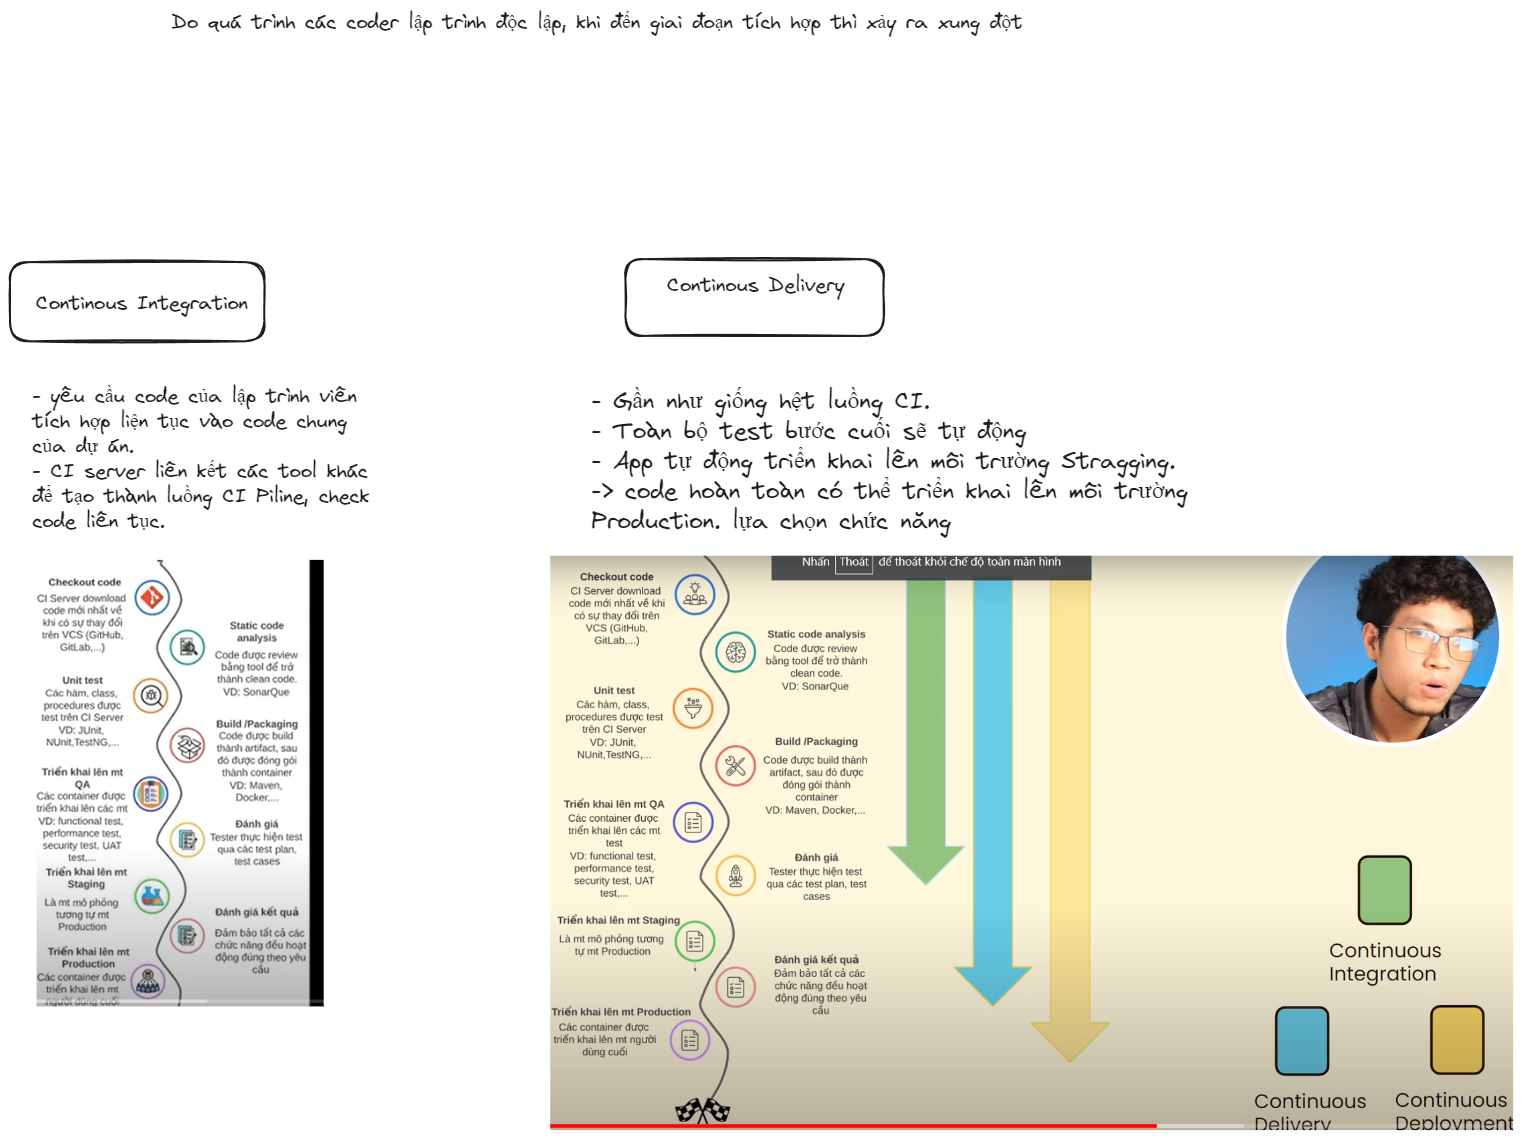 Do quá trình các coder lập trình độc lập, khi đến giai đoạn tích hợp thì xảy ra xung đột
Continous Integration
- yêu cầu code của lập trình viên
tích hợp liện tục vào code chung
của dự án.
- CI server liên kết các tool khác
để tạo thành luồng CI Piline, check
code liên tục.
Checkout code
CI Server download
code mới nhất về
khi có sự thay đổi
trên VCS (GitHub,
GitLab,...)
Static code
analysis
Code được review
bằng tool để trở
thành clean code.
VD: SonarQue
Unit test
Các hàm, class,
procedures được
test trên CI Server
VD: JUnit,
NUnit,TestNG,...
Build /Packaging
Code được build
thành artifact, sau
đó được đóng gói
thành container
VD: Maven,
Docker,...
Triển khai lên mt
QA
Các container được
triển khai lên các mt
VD: functional test,
performance test,
security test, UAT
test,...
Đánh giá
Tester thực hiện test
qua các test plan,
test cases
Triển khai lên mt
Staging
Là mt mô phỏng
tương tự mt
Production
Đánh giá kết quả
Đảm bảo tất cả các
chức năng đều hoạt
động đúng theo yêu
cầu
Triển khai lên mt
Production
Các container được
triển khai lên mt
người dùng cuối
Continous Delivery
- Gần như giống hệt luồng CI.
- Toàn bộ test bước cuối sẽ tự động
- App tự động triển khai lên môi trường Stragging.
-> code hoàn toàn có thể triển khai lên môi trường
Production. lựa chọn chức năng
Nhấn Thoát để thoát khỏi chế độ toàn màn hình
Checkout code
CI Server download
code mới nhất về khi
có sự thay đổi trên
VCS (GitHub,
GitLab,...)
Static code analysis
Code được review
bằng tool để trở thành
clean code.
VD: SonarQue
Unit test
Các hàm, class,
procedures được test
trên CI Server
VD: JUnit,
NUnit,TestNG,...
Build /Packaging
Code được build thành
artifact, sau đó được
đóng gói thành
container
VD: Maven, Docker,...
Triển khai lên mt QA
Các container được
triển khai lên các mt
test
VD: functional test,
performance test,
security test, UAT
test,...
Đánh giá
Tester thực hiện test
qua các test plan, test
cases
Triển khai lên mt Staging
Là mt mô phỏng tương
tự mt Production
Đánh giá kết quả
Đảm bảo tất cả các
chức năng đều hoạt
động đúng theo yêu
cầu
Triển khai lên mt Production
Các container được
triển khai lên mt người
dùng cuối
Continuous
Integration
Continuous
Delivery
Continuous
Deployment